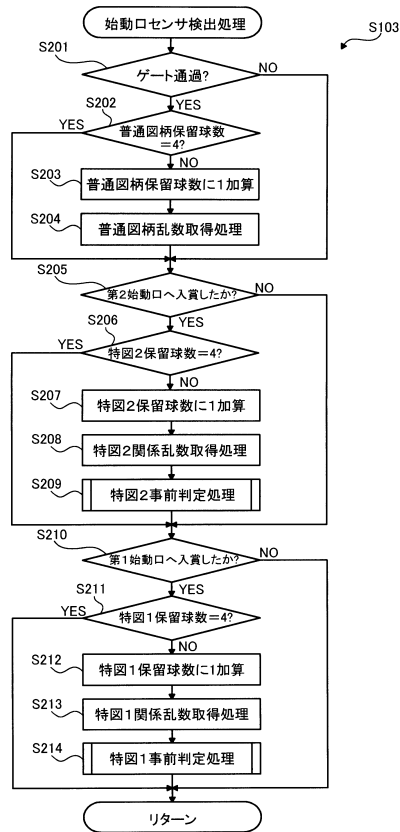 始動口センサ検出処理
S103
S201
ゲート通過?
NO
YES
S202
YES
普通図柄保留球数
=4?
NO
S203
普通図柄保留球数に1加算
S204
普通図柄乱数取得処理
S205
第2始動口へ入賞したか?
NO
YES
S206
YES
特図2保留球数=4?
NO
S207
特図2保留球数に1加算
S208
特図2関係乱数取得処理
S209
特図2事前判定処理
S210
第1始動口へ入賞したか?
NO
YES
S211
YES
特図1保留球数=4?
NO
S212
特図1保留球数に1加算
S213
特図1関係乱数取得処理
S214
特図1事前判定処理
リターン